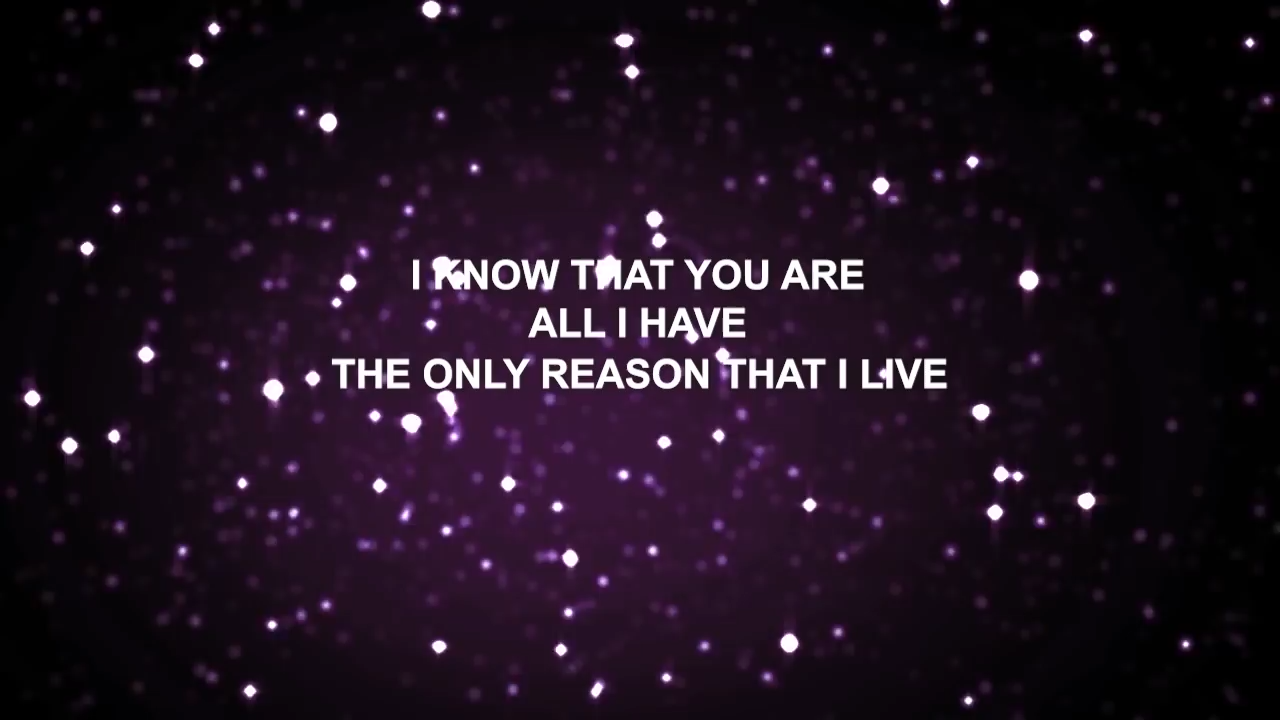 I KNOW THAT YOU ARE
ALL I HAVE
THE ONLY REASON THAT I LIVE